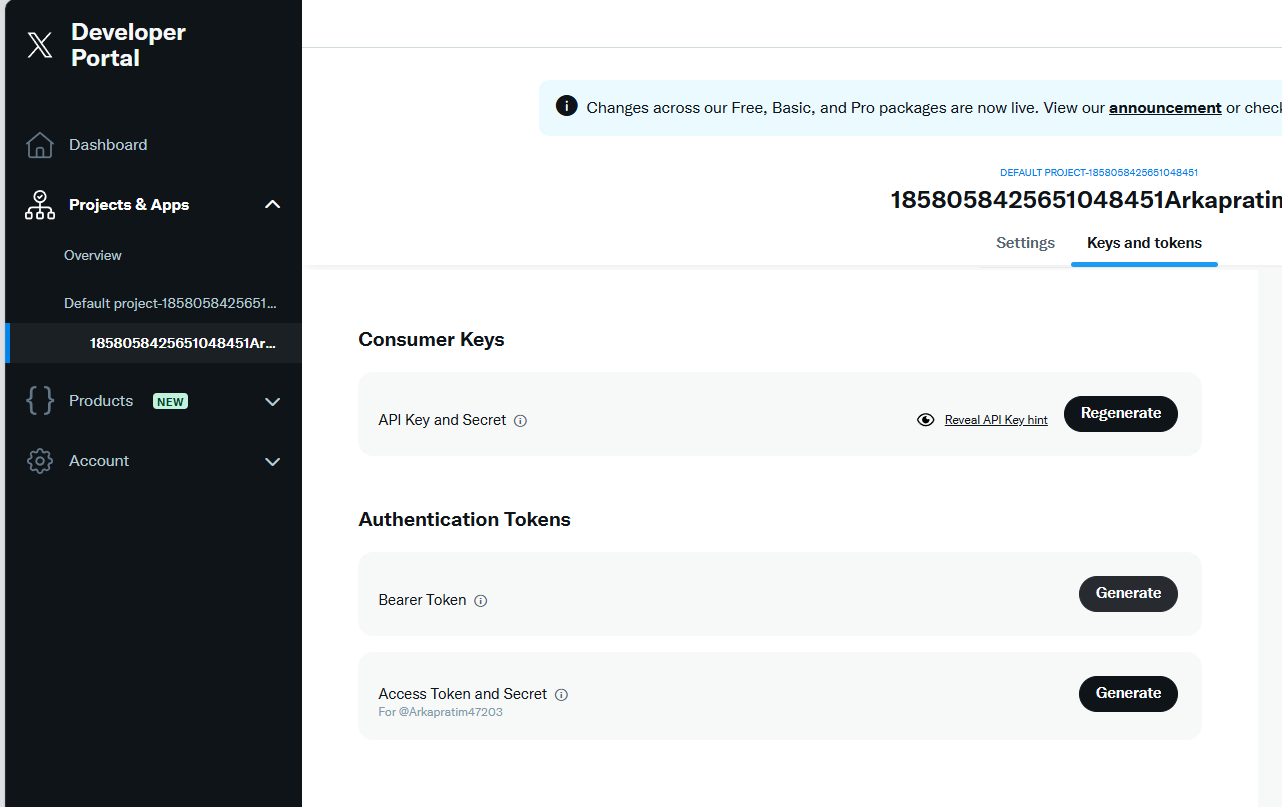 Developer
Portal
Dashboard
Projects & Apps
Overview
Default project-1858058425651...
1858058425651048451Ar...
Products NEW
Account
Changes across our Free, Basic, and Pro packages are now live. View our announcement or check
DEFAULT PROJECT-1858058425651048451
1858058425651048451Arkapratim
Settings Keys and tokens
Consumer Keys
API Key and Secret
Reveal API Key hint
Regenerate
Authentication Tokens
Bearer Token
Generate
Access Token and Secret
For @Arkapratim47203
Generate